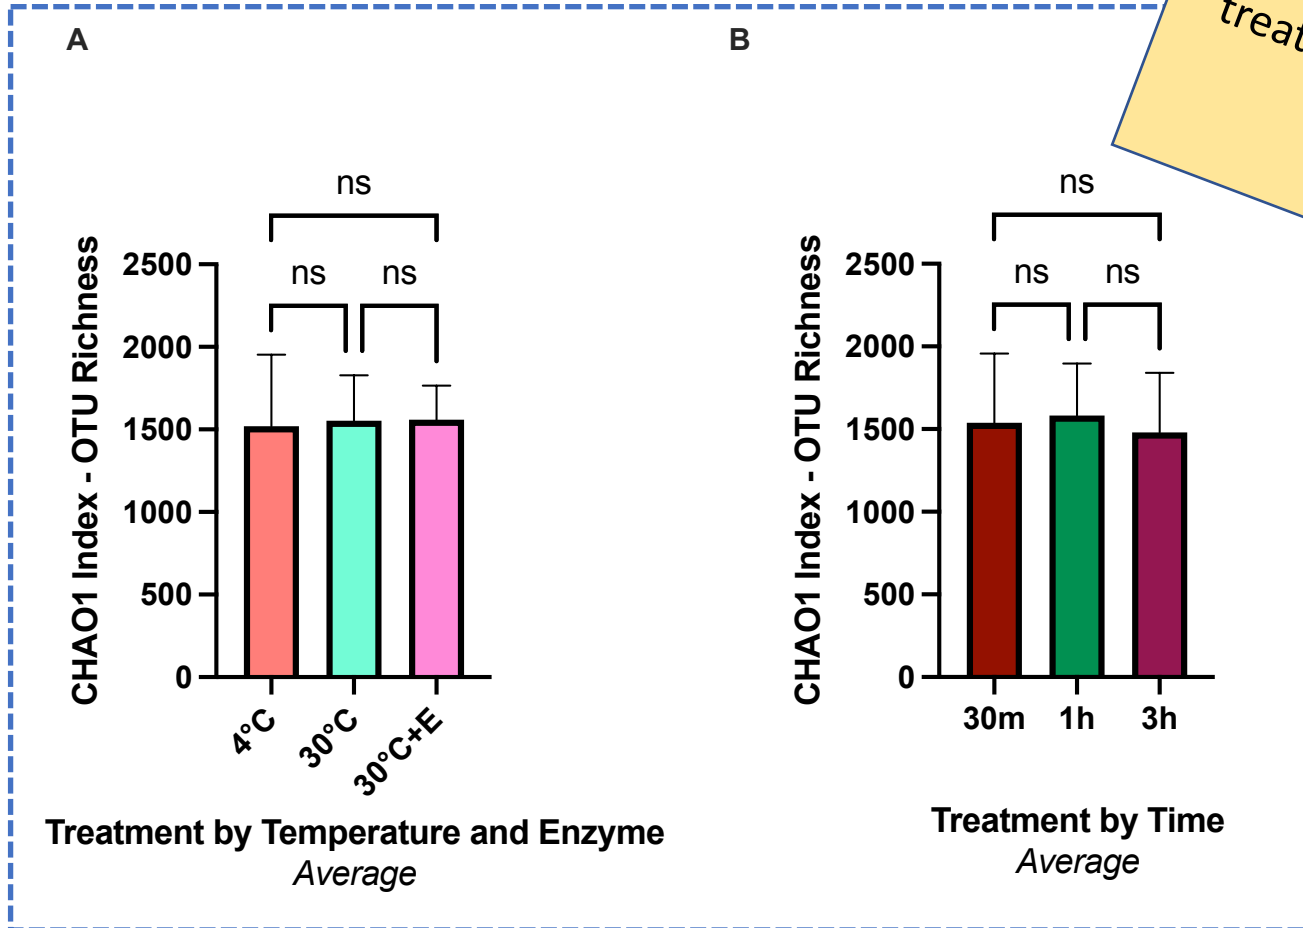 A
B
treat
ns
ns ns
CHAO1 Index - OTU Richness
2500
2000
1500
1000
500
0
4°C
30°C
30°C+E
Treatment by Temperature and Enzyme
Average
ns
ns ns
CHAO1 Index - OTU Richness
2500
2000
1500
1000
500
0
30m 1h 3h
Treatment by Time
Average